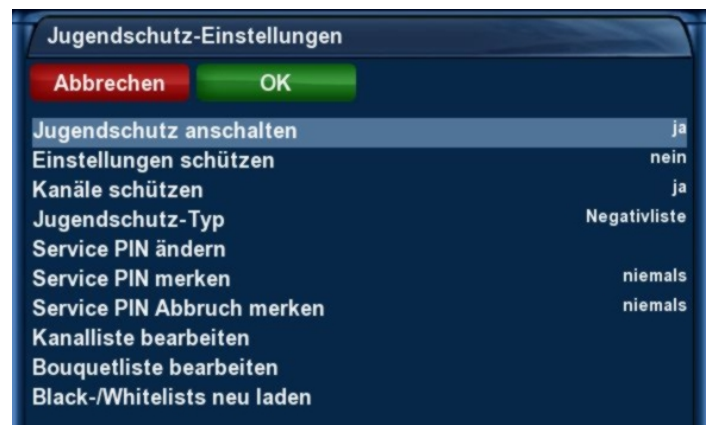 Jugendschutz-Einstellungen
Abbrechen OK
Jugendschutz anschalten ja
Einstellungen schützen nein
Kanäle schützen ja
Jugendschutz-Typ Negativliste
Service PIN ändern
Service PIN merken niemals
Service PIN Abbruch merken niemals
Kanalliste bearbeiten
Bouquetliste bearbeiten
Black-/Whitelists neu laden